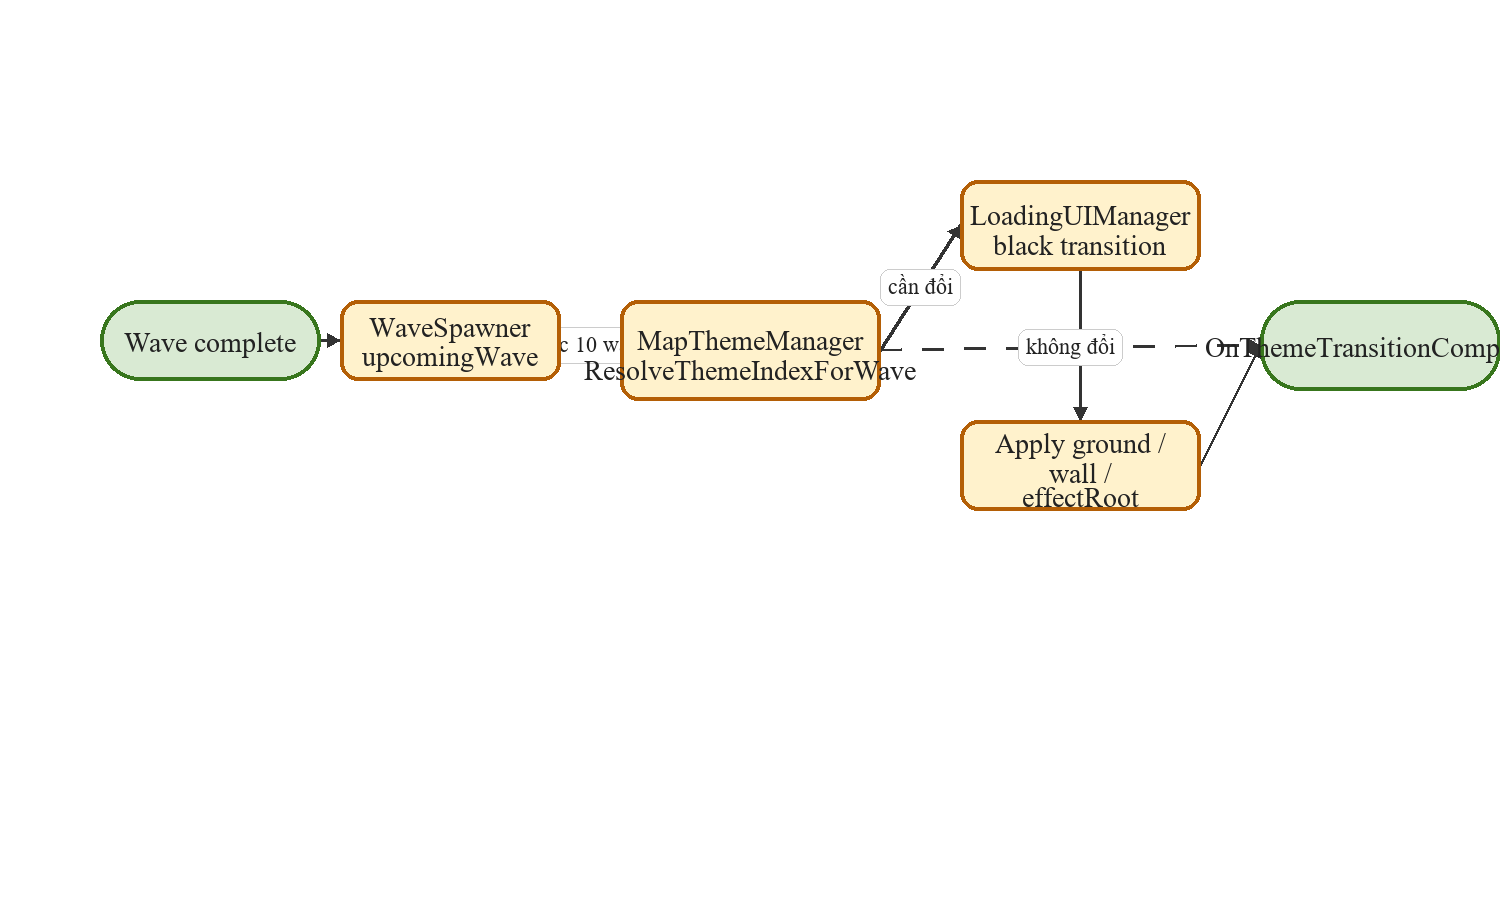 Wave complete
WaveSpawner
upcomingWave
c 10 w
MapThemeManager
ResolveThemeIndexForWave
cần đổi
LoadingUIManager
black transition
không đổi
Apply ground /
wall /
effectRoot
OnThemeTransitionComp